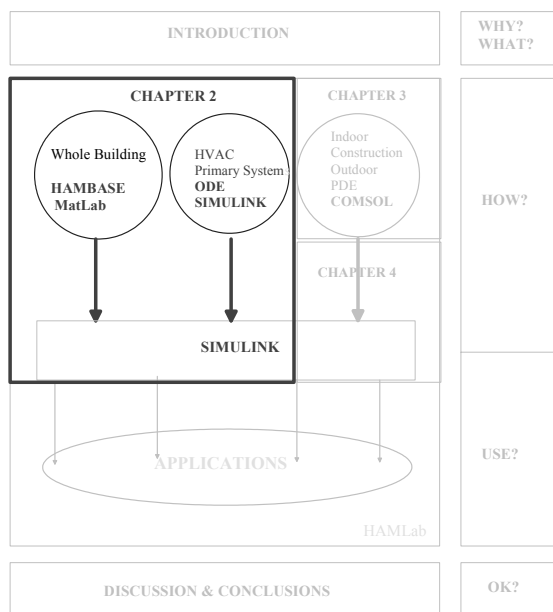 INTRODUCTION
WHY?
WHAT?
CHAPTER 2
CHAPTER 3
Whole Building
HAMBASE
MatLab
HVAC
Primary System
ODE
SIMULINK
Indoor
Construction
Outdoor
PDE
COMSOL
HOW?
CHAPTER 4
SIMULINK
APPLICATIONS
USE?
HAMLab
DISCUSSION & CONCLUSIONS
OK?